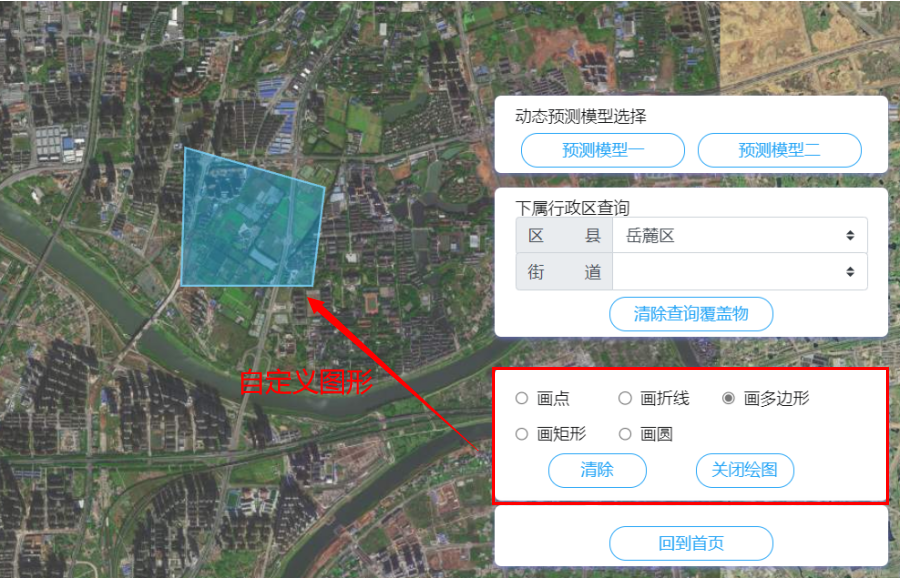 动态预测模型选择
预测模型一 预测模型二
下属行政区查询
区 县 岳麓区
街 道
清除查询覆盖物
自定义图形
画点 画折线 画多边形
画矩形 画圆
清除 关闭绘图
回到首页